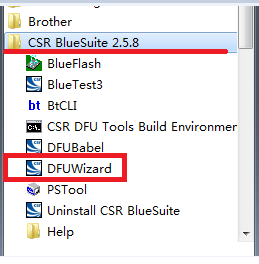 Brother
CSR BlueSuite 2.5.8
BlueFlash
BlueTest3
bt BtCLI
CSR DFU Tools Build Environmen
DFUBabel
DFUWizard
PSTool
Uninstall CSR BlueSuite
Help